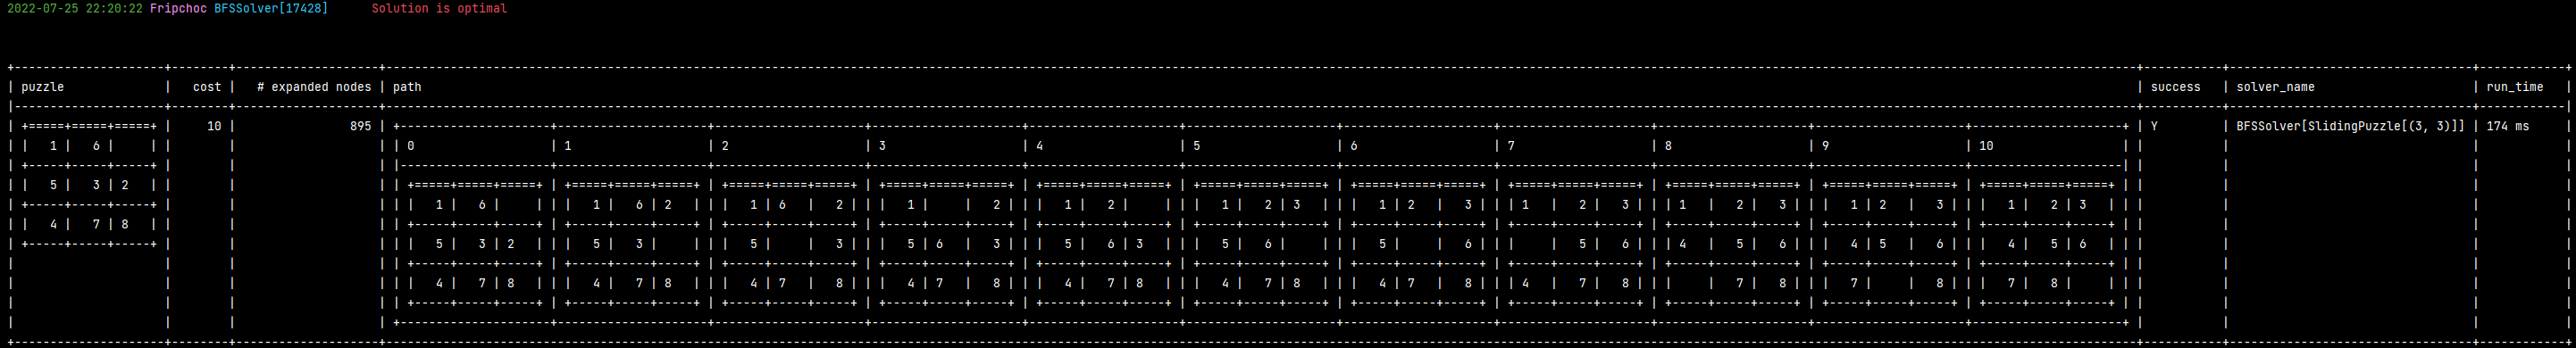 2022-07-25 22:20:22 Fripchoc BFSSolver[17428] Solution is optimal
| puzzle | cost | # expanded nodes | path | success | solver_name | run_time |
| +=====+=====+=====+ | 10 | 895 | Y | BFSSolver[SlidingPuzzle[(3, 3)]] | 174 ms |
| | 1 | 6 | | | | | | 0 | 1 | 2 | 3 | 4 | 5 | 6 | 7 | 8 | 9 | 10 | | | | |
| | 5 | 3 | 2 | | | | | +=====+=====+=====+ | +=====+=====+=====+ | +=====+=====+=====+ | +=====+=====+=====+ | +=====+=====+=====+ | +=====+=====+=====+ | +=====+=====+=====+ | +=====+=====+=====+ | +=====+=====+=====+ | +=====+=====+=====+ | +=====+=====+=====+ | | | | |
| +-----+-----+-----+ | | | | | 1 | 6 | | | | 1 | 6 | 2 | | | 1 | 6 | 2 | | | 1 | | 2 | | | 1 | 2 | | | | 1 | 2 | 3 | | | 1 | 2 | 3 | | | 1 | 2 | 3 | | | 1 | 2 | 3 | | | 1 | 2 | 3 | | | 1 | 2 | 3 | | | | | |
| | 4 | 7 | 8 | | | | | +-----+-----+-----+ | +-----+-----+-----+ | +-----+-----+-----+ | +-----+-----+-----+ | +-----+-----+-----+ | +-----+-----+-----+ | +-----+-----+-----+ | +-----+-----+-----+ | +-----+-----+-----+ | +-----+-----+-----+ | +-----+-----+-----+ | | | | |
| +-----+-----+-----+ | | | | | 5 | 3 | 2 | | | 5 | 3 | | | | 5 | | 3 | | | 5 | 6 | 3 | | | 5 | 6 | 3 | | | 5 | 6 | | | | 5 | | 6 | | | | 5 | 6 | | | 4 | 5 | 6 | | | 4 | 5 | 6 | | | 4 | 5 | 6 | | | | | |
| | | | | | 4 | 7 | 8 | | | 4 | 7 | 8 | | | 4 | 7 | 8 | | | 4 | 7 | 8 | | | 4 | 7 | 8 | | | 4 | 7 | 8 | | | 4 | 7 | 8 | | | 4 | 7 | 8 | | | | 7 | 8 | | | 7 | | 8 | | | 7 | 8 | | | | | | |